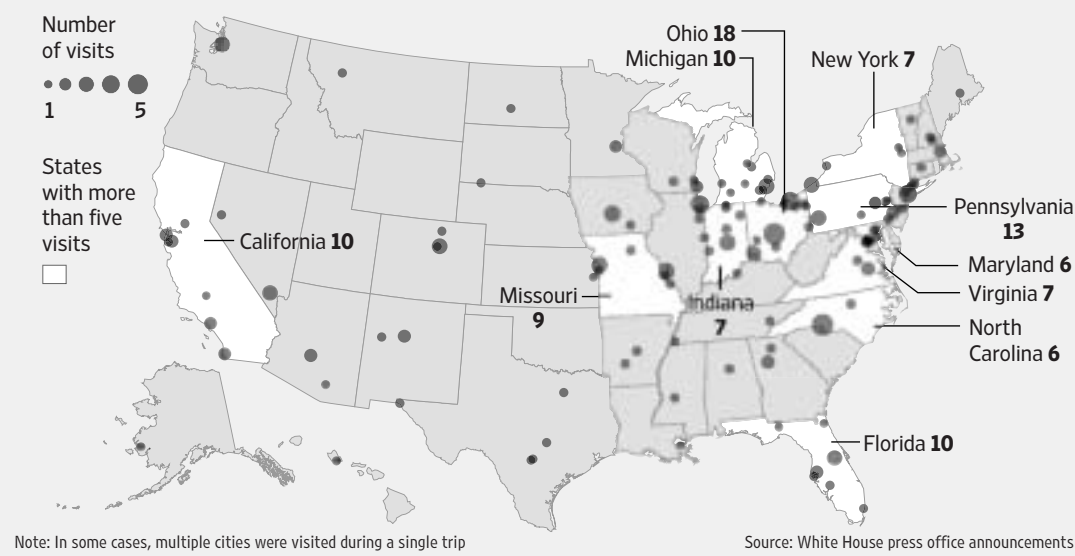 Number
of visits
1 5
States
with more
than five
visits
Ohio 18
Michigan 10
New York 7
California 10
Pennsylvania
13
Maryland 6
Virginia 7
Missouri
9
Indiana
7
North
Carolina 6
Florida 10
Note: In some cases, multiple cities were visited during a single trip
Source: White House press office announcements